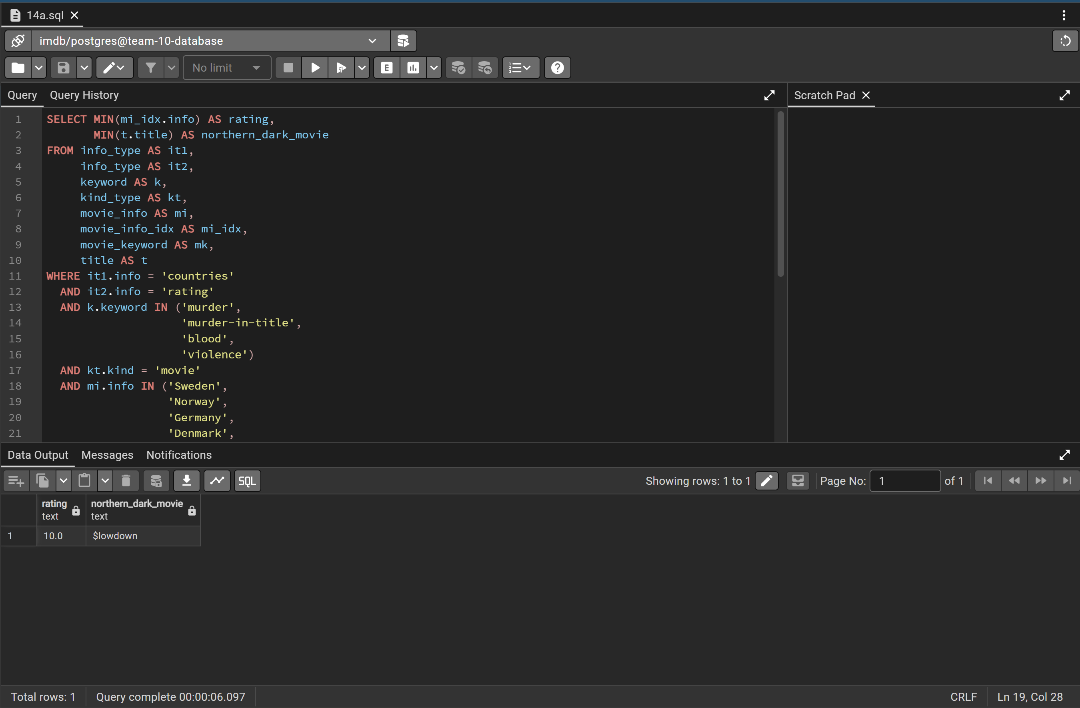 14a.sql
imdb/postgres@team-10-database
No limit
E
Query Query History
Scratch Pad
1 SELECT MIN(mi_idx.info) AS rating,
2 MIN(t.title) AS northern_dark_movie
3 FROM info_type AS it1,
4 info_type AS it2,
5 keyword AS k,
6 kind_type AS kt,
7 movie_info AS mi,
8 movie_info_idx AS mi_idx,
9 movie_keyword AS mk,
10 title AS t
11 WHERE it1.info = 'countries'
12 AND it2.info = 'rating'
13 AND k.keyword IN ('murder',
14 'murder-in-title',
15 'blood',
16 'violence')
17 AND kt.kind = 'movie'
18 AND mi.info IN ('Sweden',
19 'Norway',
20 'Germany',
21 'Denmark',
Data Output Messages Notifications
SQL Showing rows: 1 to 1 Page No: 1 of 1
rating northern_dark_movie
text text
1 10.0 $lowdown
Total rows: 1 Query complete 00:00:06.097 CRLF Ln 19, Col 28